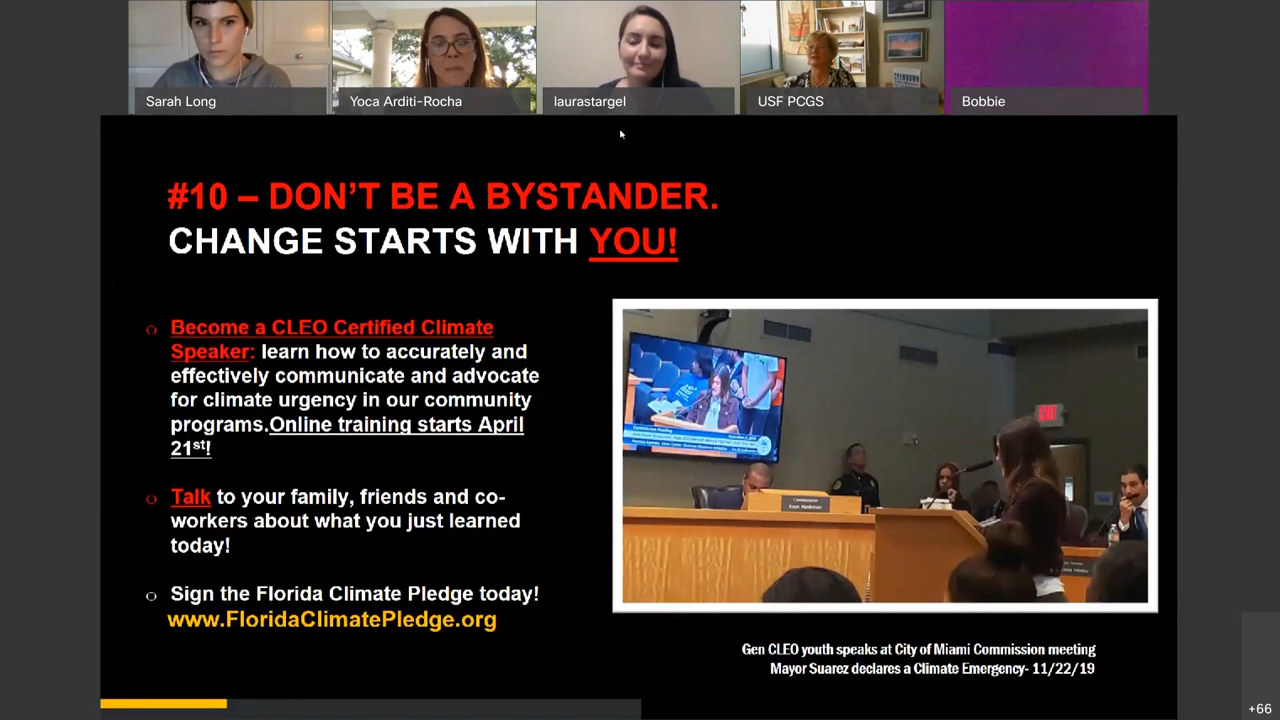 Sarah Long
Yoca Arditi-Rocha
laurastargel
USF PCGS
Bobbie
#10 – DON'T BE A BYSTANDER.
CHANGE STARTS WITH YOU!
Become a CLEO Certified Climate
Speaker: learn how to accurately and
effectively communicate and advocate
for climate urgency in our community
programs.Online training starts April
21st!
Talk to your family, friends and co-
workers about what you just learned
today!
Sign the Florida Climate Pledge today!
www.FloridaClimatePledge.org
Commission Meeting
EXIT
Gen CLEO youth speaks at City of Miami Commission meeting
Mayor Suarez declares a Climate Emergency- 11/22/19
+66